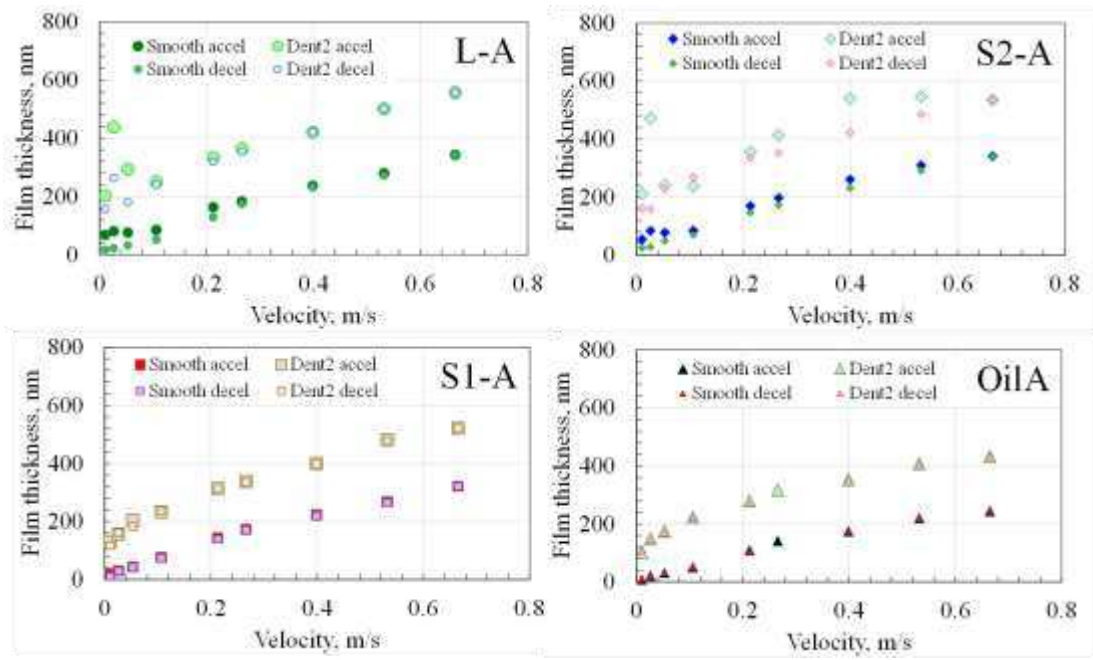 800
600
400
200
0
Film thickness, nm
Smooth accel
Dent2 accel
Smooth decel
Dent2 decel
L-A
0
0.2
0.4
0.6
0.8
Velocity, m/s
800
600
400
200
0
Film thickness, nm
Smooth accel
Dent2 accel
Smooth decel
Dent2 decel
S2-A
0
0.2
0.4
0.6
0.8
Velocity, m/s
800
600
400
200
0
Film thickness, nm
Smooth accel
Dent2 accel
Smooth decel
Dent2 decel
S1-A
0
0.2
0.4
0.6
0.8
Velocity, m/s
800
600
400
200
0
Film thickness, nm
Smooth accel
Dent2 accel
Smooth decel
Dent2 decel
OilA
0
0.2
0.4
0.6
0.8
Velocity, m/s